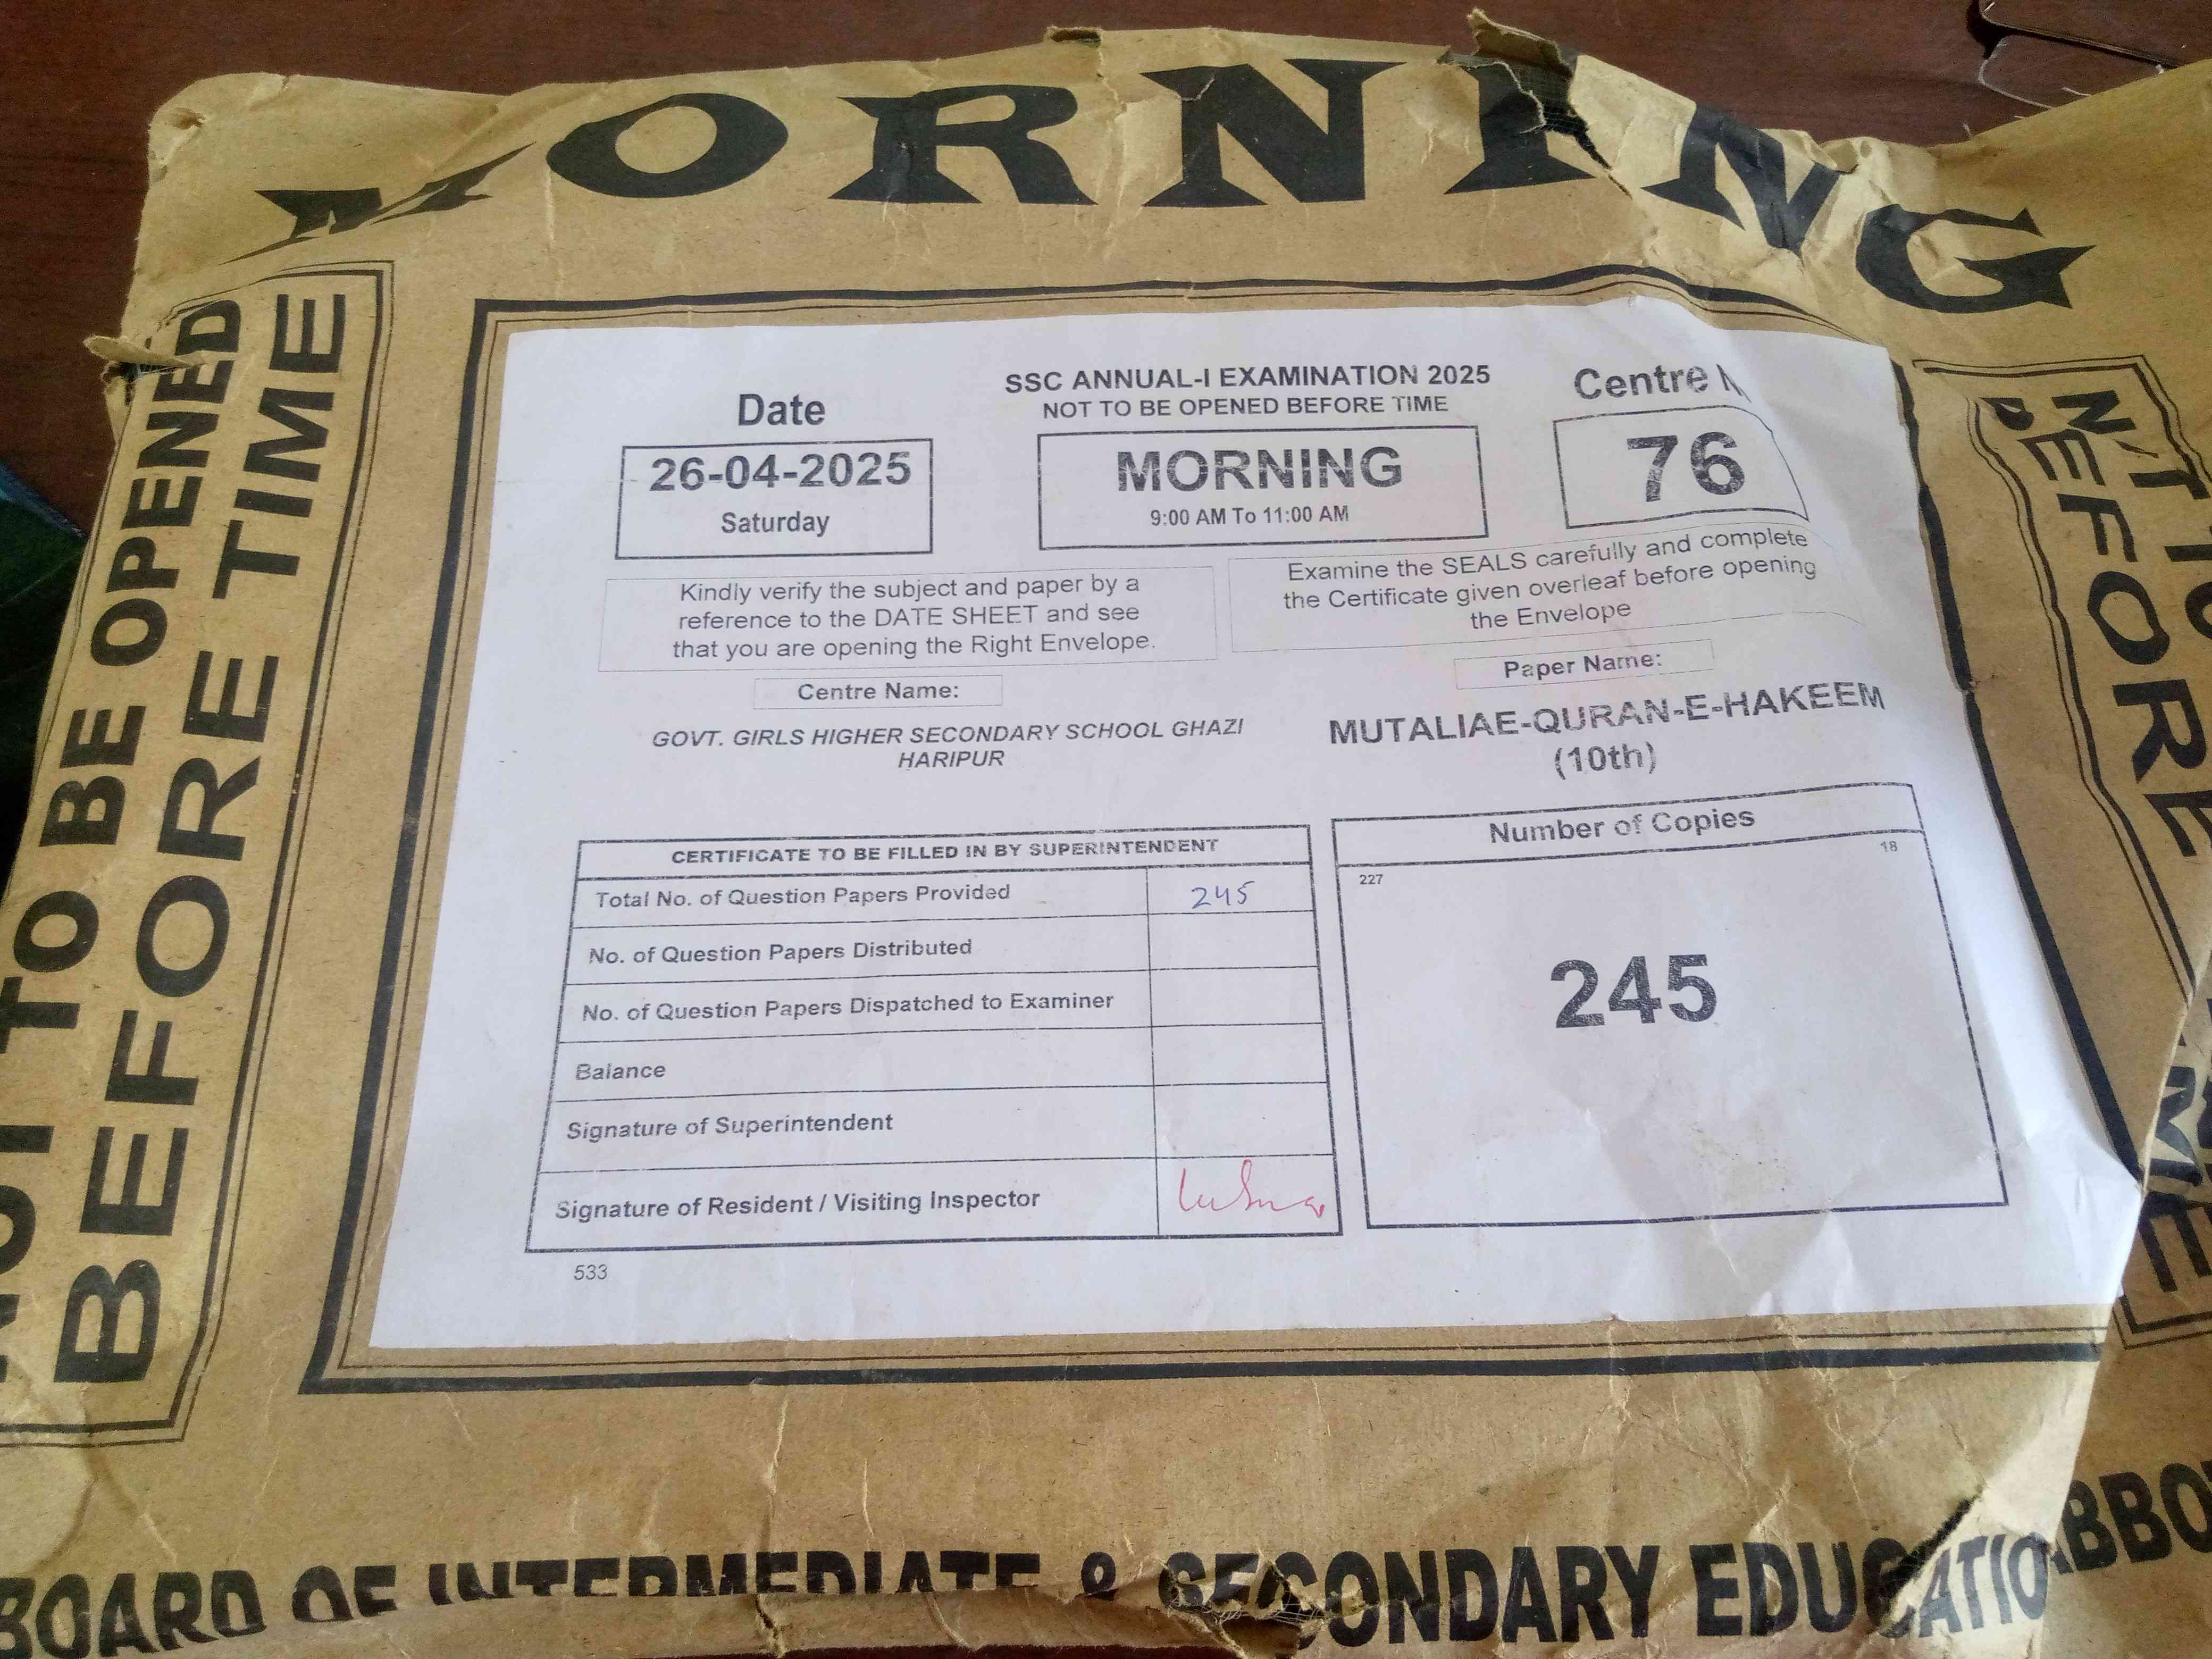 MORNING
NOT TO BE OPENED
BEFORE TIME
SSC ANNUAL-I EXAMINATION 2025
NOT TO BE OPENED BEFORE TIME
Date
26-04-2025
Saturday
MORNING
9:00 AM To 11:00 AM
Centre N
76
Kindly verify the subject and paper by a
reference to the DATE SHEET and see
that you are opening the Right Envelope.
Examine the SEALS carefully and complete
the Certificate given overleaf before opening
the Envelope
Centre Name:
GOVT. GIRLS HIGHER SECONDARY SCHOOL GHAZI
HARIPUR
Paper Name:
MUTALIAE-QURAN-E-HAKEEM
(10th)
CERTIFICATE TO BE FILLED IN BY SUPERINTENDENT
Total No. of Question Papers Provided 245
No. of Question Papers Distributed
No. of Question Papers Dispatched to Examiner
Balance
Signature of Superintendent
Signature of Resident / Visiting Inspector
533
Number of Copies
18
227
245
BEFORE
BOARD OF INTERMEDIATE & SECONDARY EDUCATIO ABBO